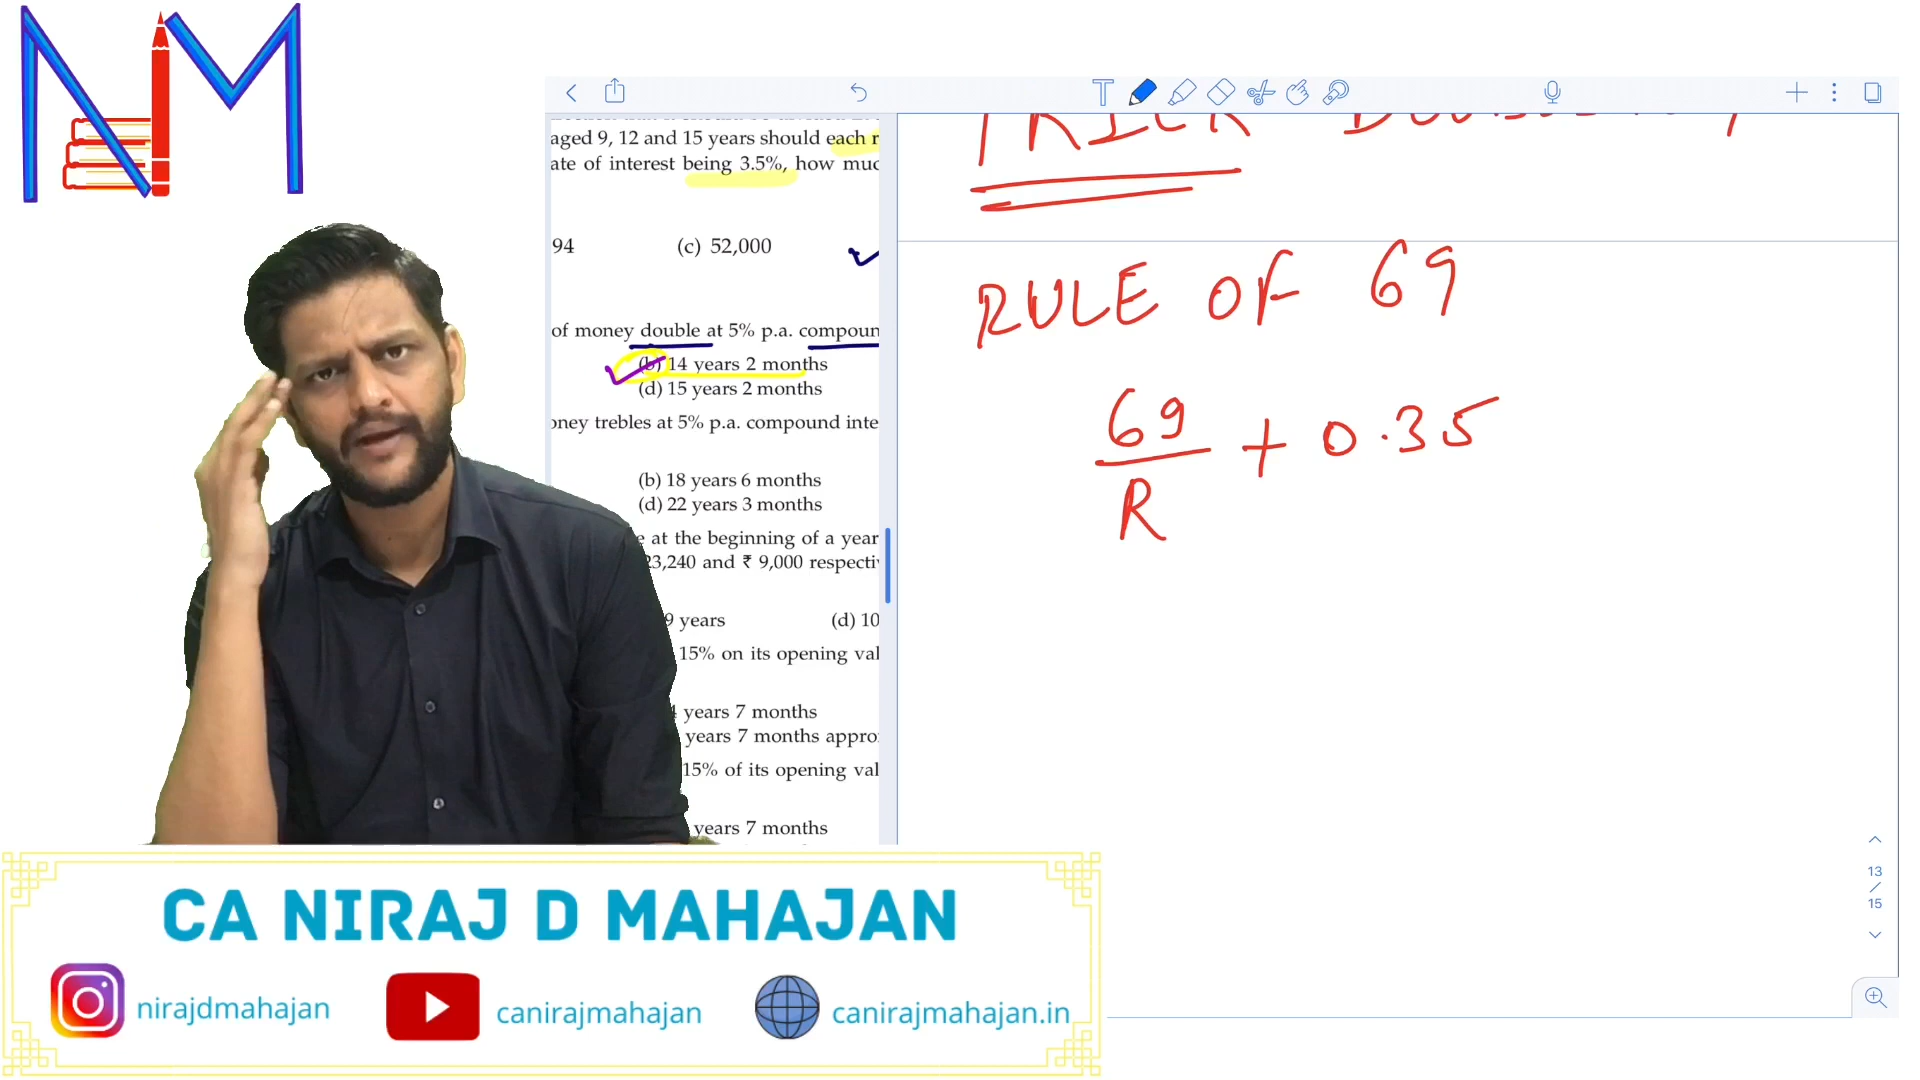 NM
aged 9, 12 and 15 years should each r
ate of interest being 3.5%, how muc
94 (c) 52,000
of money double at 5% p.a. compoun
(b) 14 years 2 months
(d) 15 years 2 months
oney trebles at 5% p.a. compound inte
(b) 18 years 6 months
(d) 22 years 3 months
e at the beginning of a year
23,240 and ₹ 9,000 respectiv
9 years (d) 10
15% on its opening val
years 7 months
years 7 months appro
15% of its opening val
years 7 months
TRICK
RULE OF 69
69
R
+ 0.35
13
/
15
CA NIRAJ D MAHAJAN
nirajdmahajan
canirajmahajan
canirajmahajan.in